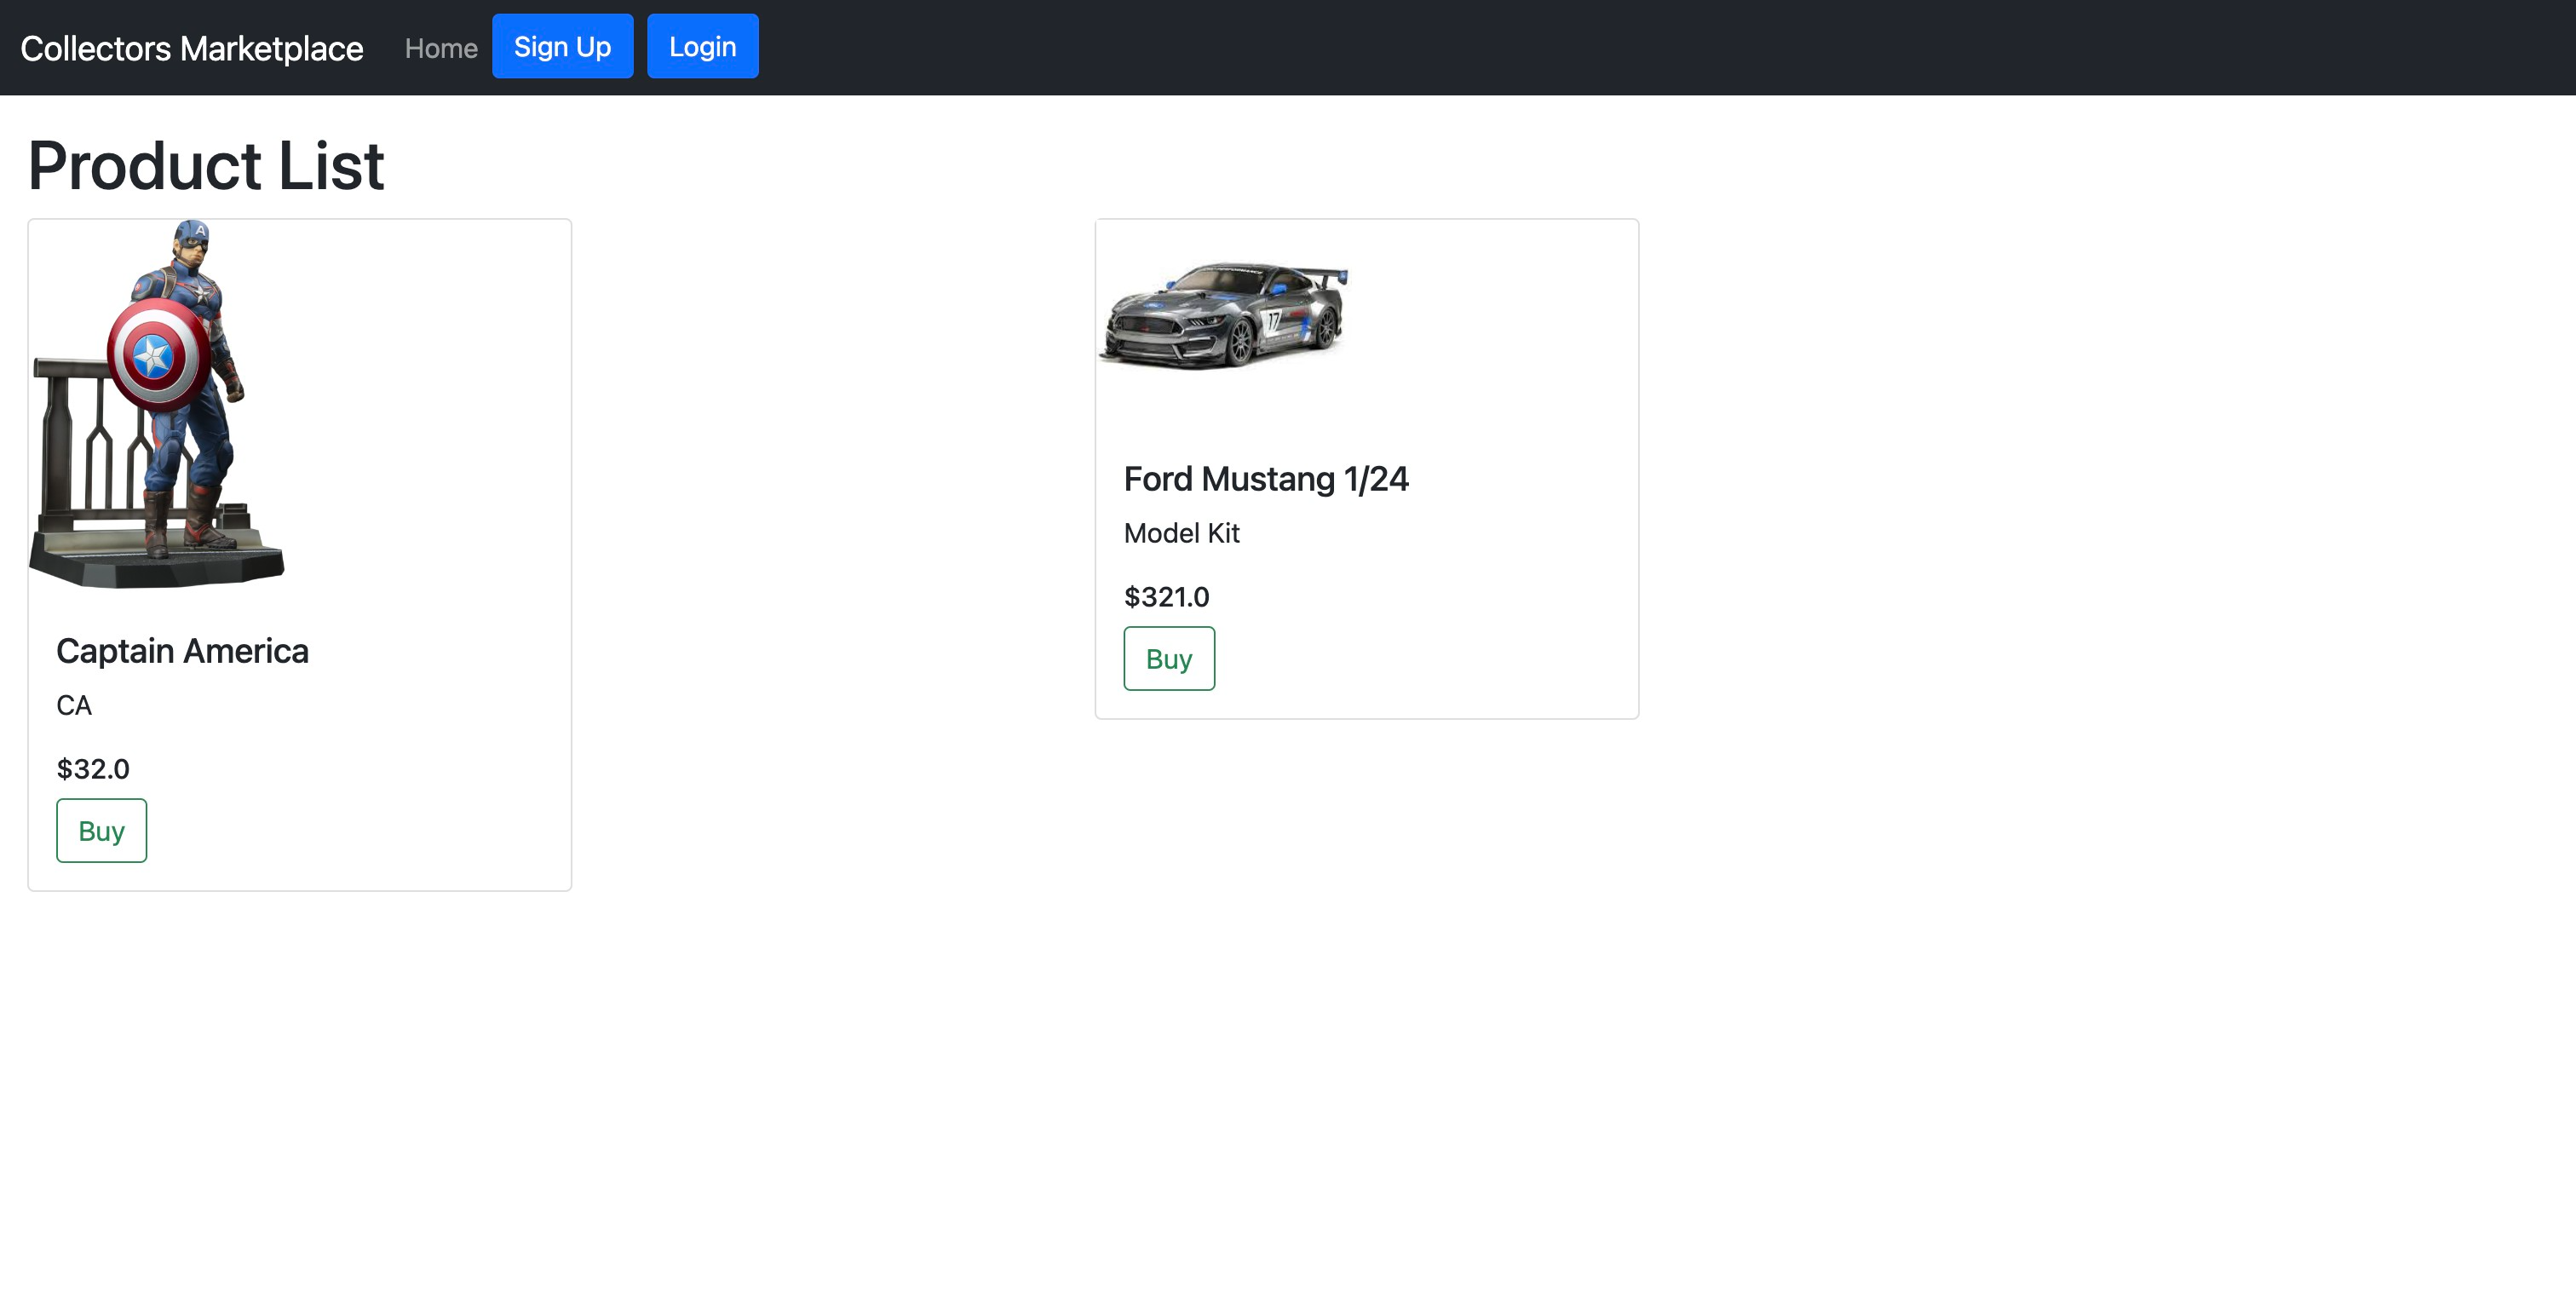 Collectors Marketplace Home Sign Up Login
Product List
A
Captain America
CA
$32.0
Buy
17
Ford Mustang 1/24
Model Kit
$321.0
Buy